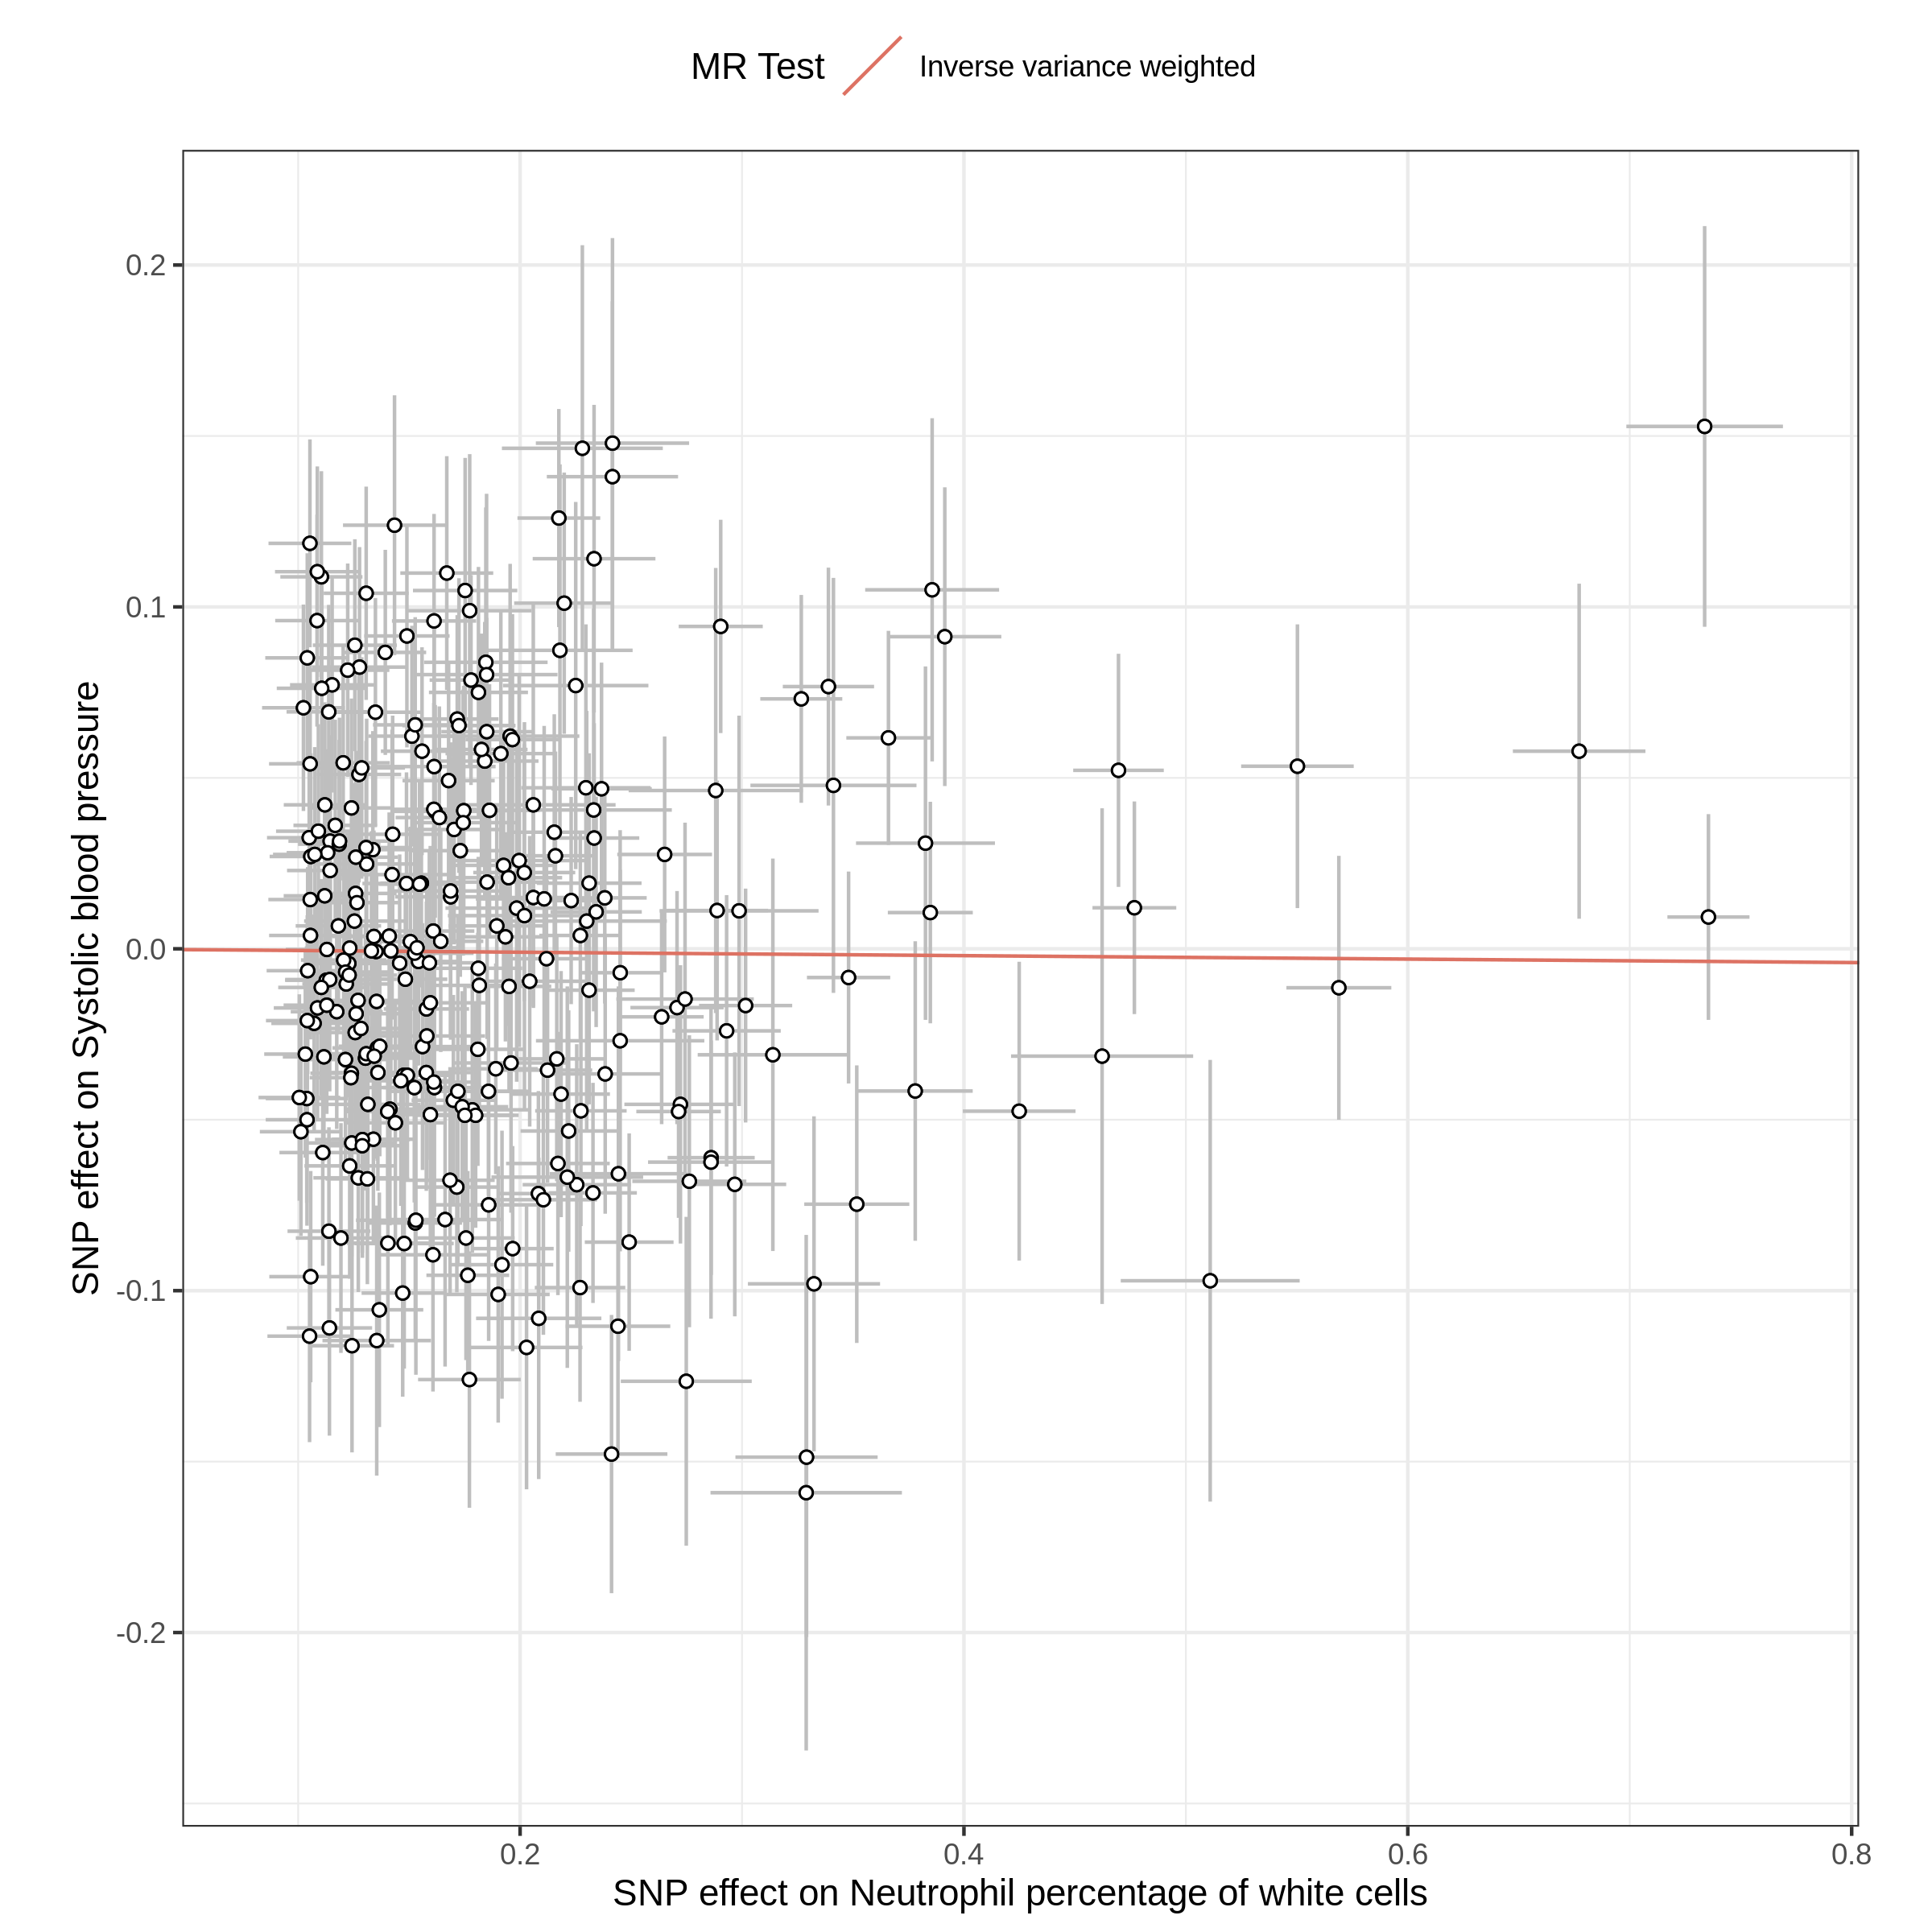 MR Test
Inverse variance weighted
SNP effect on Systolic blood pressure
0.2
0.1
0.0
-0.1
-0.2
0.2 0.4 0.6 0.8
SNP effect on Neutrophil percentage of white cells